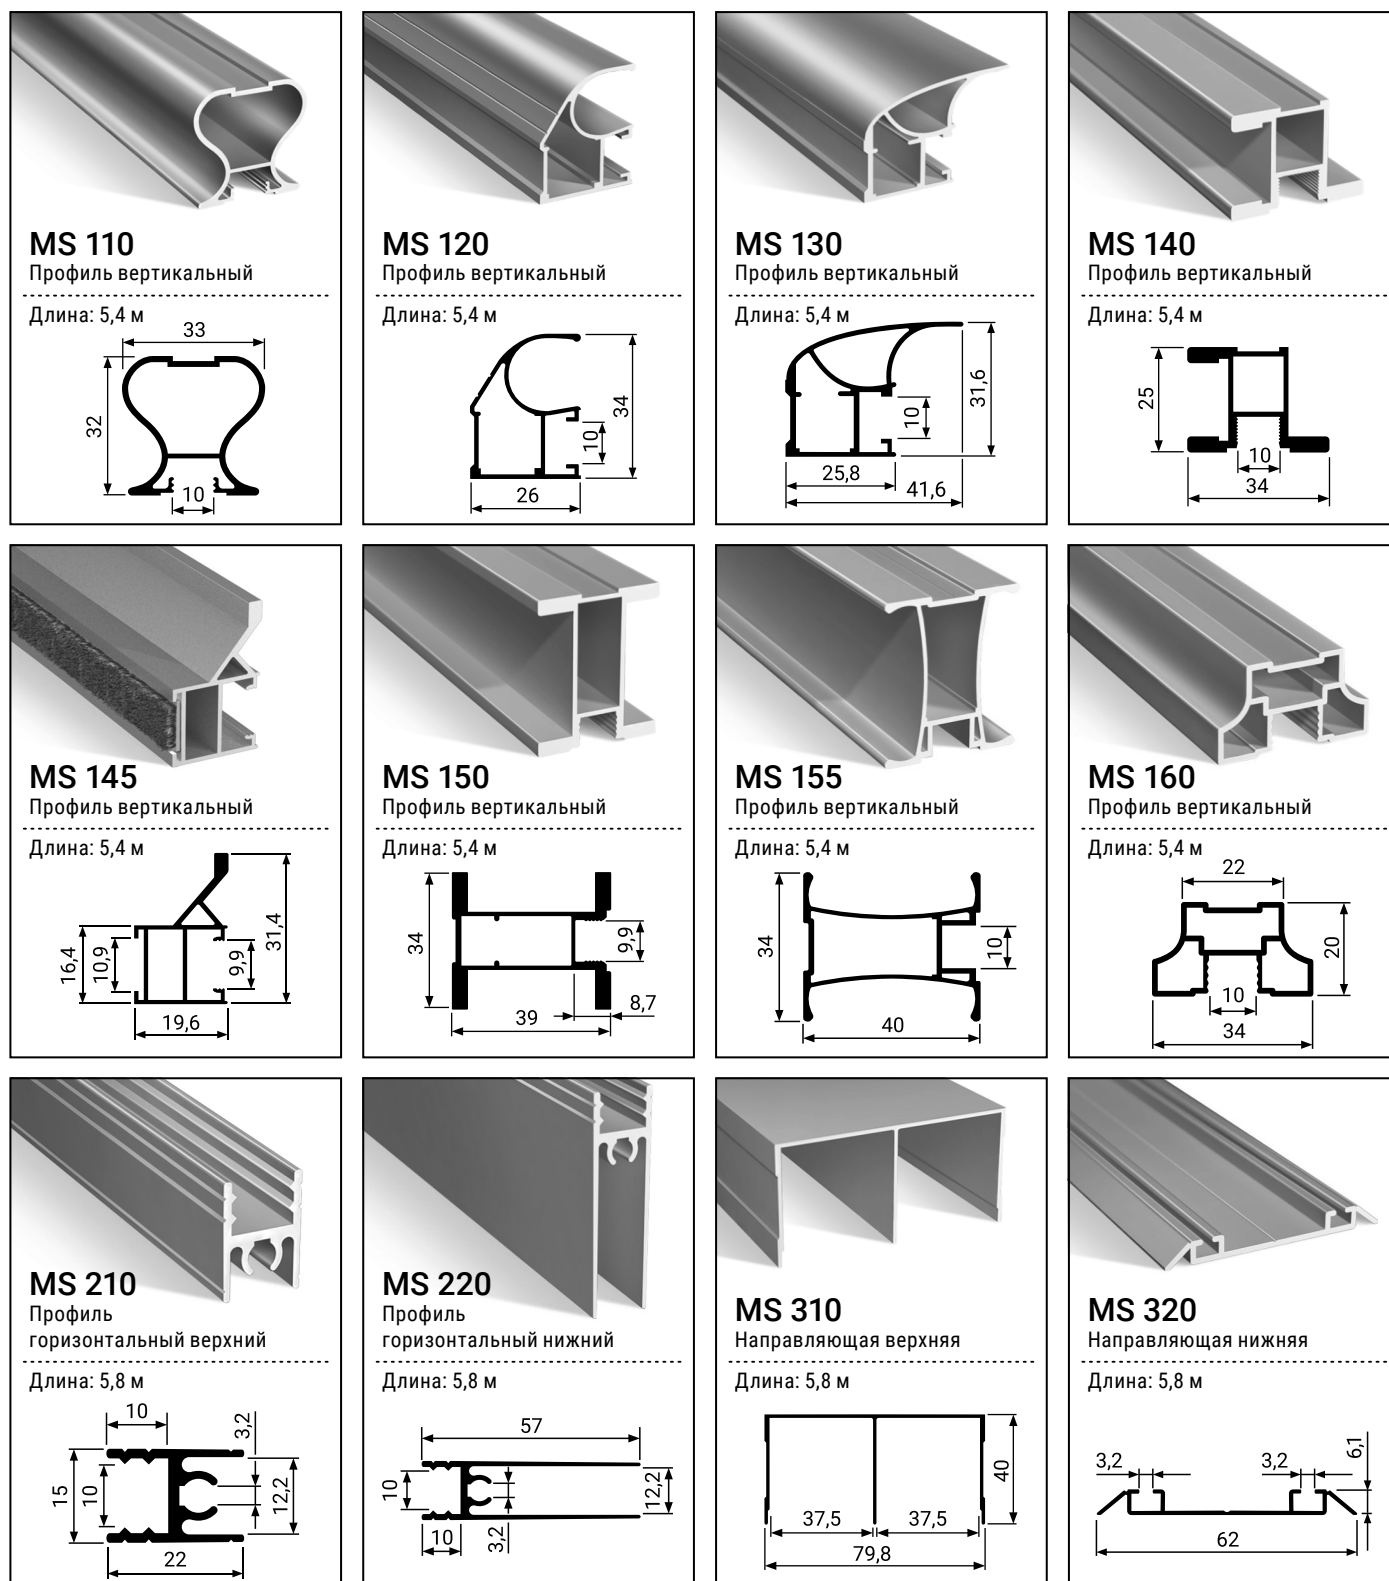 MS 110
Профиль вертикальный
Длина: 5,4 м
33
32
10
MS 120
Профиль вертикальный
Длина: 5,4 м
34
10
26
MS 130
Профиль вертикальный
Длина: 5,4 м
31,6
10
25,8
41,6
MS 140
Профиль вертикальный
Длина: 5,4 м
25
10
34
MS 145
Профиль вертикальный
Длина: 5,4 м
31,4
16,4
10,9
9,9
19,6
MS 150
Профиль вертикальный
Длина: 5,4 м
34
9,9
8,7
39
MS 155
Профиль вертикальный
Длина: 5,4 м
34
10
40
MS 160
Профиль вертикальный
Длина: 5,4 м
22
20
10
34
MS 210
Профиль
горизонтальный верхний
Длина: 5,8 м
10
3,2
15
10
12,2
22
MS 220
Профиль
горизонтальный нижний
Длина: 5,8 м
57
10
12,2
10
3,2
MS 310
Направляющая верхняя
Длина: 5,8 м
40
37,5
37,5
79,8
MS 320
Направляющая нижняя
Длина: 5,8 м
3,2
3,2
6,1
62